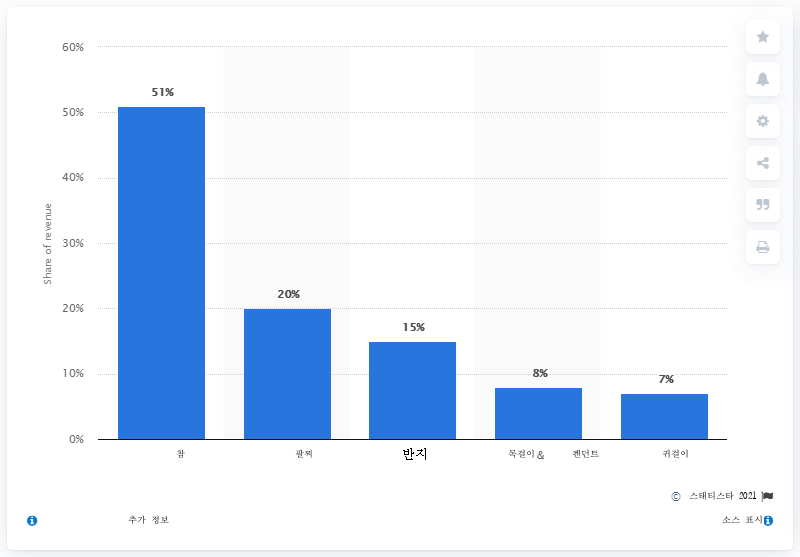 60%
51%
50%
40%
Share of revenue
30%
20%
20%
15%
10%
8%
7%
0%
참
팔찌
반지
목걸이 & 펜던트
귀걸이
© 스태티스타 2021
추가 정보
소스 표시